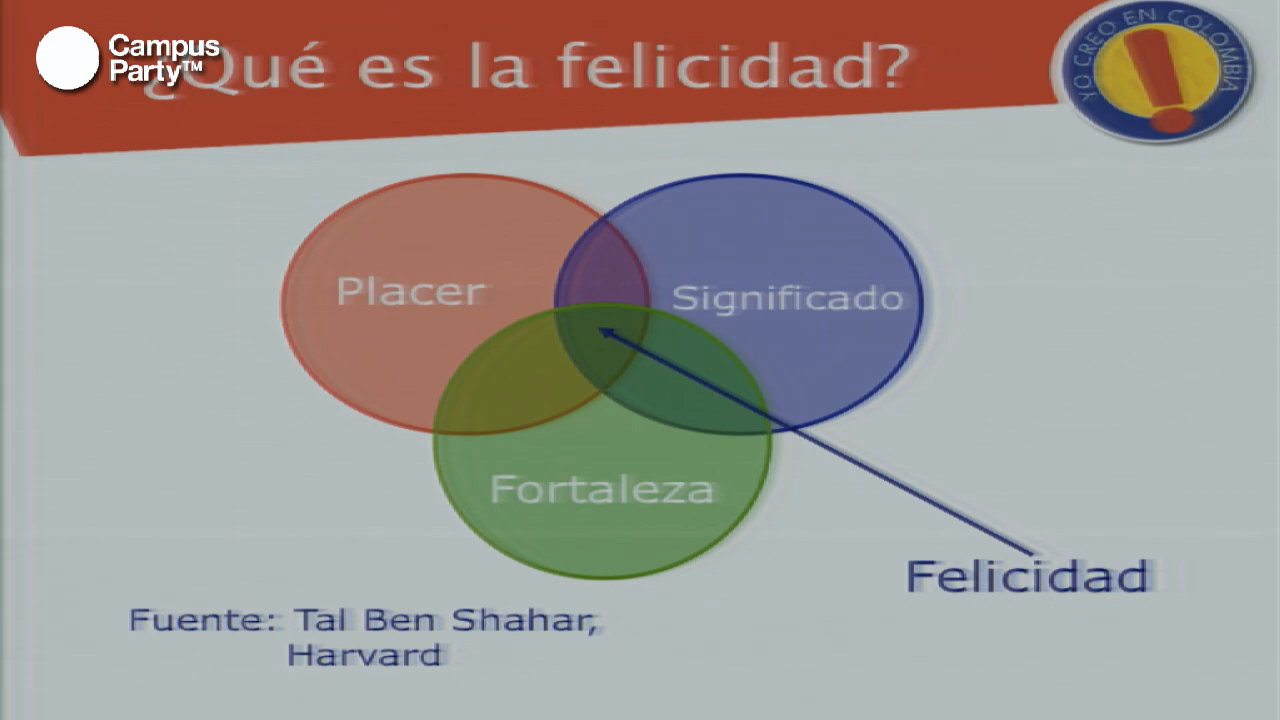 Campus
Party™
¿Qué es la felicidad?
YO CREO EN COLOMBIA
Placer
Significado
Fortaleza
Felicidad
Fuente: Tal Ben Shahar,
Harvard